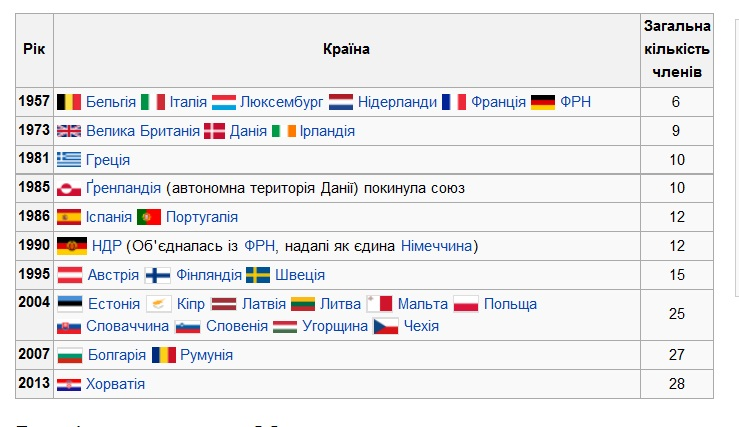 Рік Країна Загальна кількість членів
1957 Бельгія Італія Люксембург Нідерланди Франція ФРН 6
1973 Велика Британія Данія Ірландія 9
1981 Греція 10
1985 Ґренландія (автономна територія Данії) покинула союз 10
1986 Іспанія Португалія 12
1990 НДР (Об'єдналась із ФРН, надалі як єдина Німеччина) 12
1995 Австрія Фінляндія Швеція 15
2004 Естонія Кіпр Латвія Литва Мальта Польща
Словаччина Словенія Угорщина Чехія 25
2007 Болгарія Румунія 27
2013 Хорватія 28